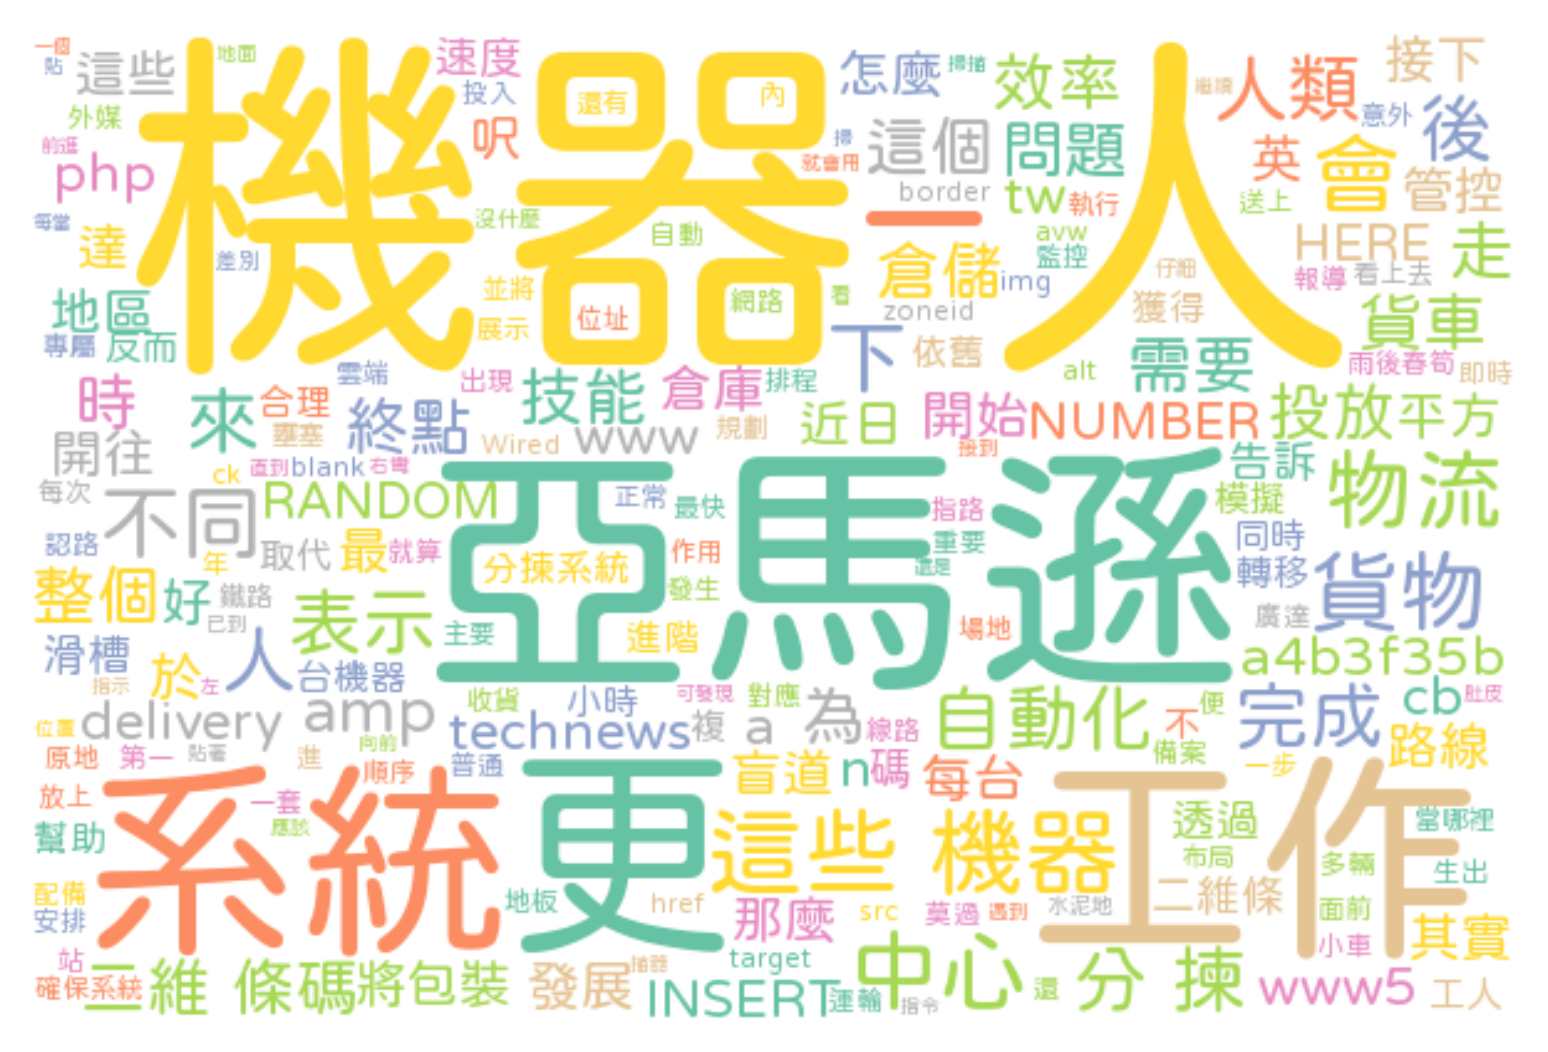 一個
貼
這些
地面
外媒
前進
php
每當
達
差別
地區
專屬
反而
機器人
速度
投入
呎
還有
內
沒什麼
自動
並將
展示
位址
網路
看
怎麼
掃描
掃
就會用
這個
border
一
倉儲
img
zoneid
下
依舊
效率
問題
tw
執行
avw
監控
仔細
獲得
繼續
人類
意外
英
會
送上
接下
後
管控
HERE
走
報導
看上去
貨車
需要
alt
雨後春筍
即時
時
來
合理
雲端
壅塞
終點
出現
技能
倉庫
排程
Wired
www
規劃
近日
開始
接到
NUMBER
投放
平方
開往
每次
不同
ck
直到
blank
右彎
RANDOM
認路
年
取代
最
就算
亞馬遜
正常
最快
分揀系統
作用
發生
指路
重要
還是
場地
主要
進階
告訴
模擬
物流
同時
轉移
貨物
廣達
整個
好
鐵路
已到
表示
滑槽
指示
於
左
人
台機器
a4b3f35b
位置
delivery
amp
收貨
小時
technews
可發現
複
對應
a
為
線路
自動化
不
便
備案
完成
cb
肚皮
路線
原地
第一
貼著
進
向前
順序
普通
盲道
n
碼
每台
一步
放上
系統
一套
應該
更
這些
機器
工作
透過
布局
當哪裡
多輛
生出
幫助
配備
安排
地板
href
那麼
src
莫過
遇到
水泥地
二維條
面前
小車
其實
站
確保系統
二維
條碼
將包裝
發展
INSERT
target
運輸
中心
指令
還
分
揀
www5
工人